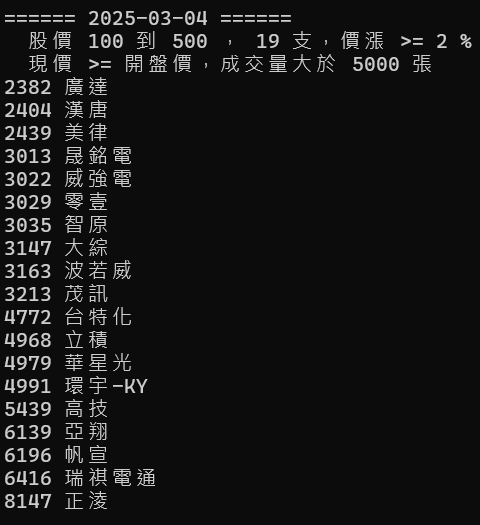 ====== 2025-03-04 ======
股價 100 到 500 , 19 支,價漲 >= 2 %
現價 >= 開盤價,成交量大於 5000 張
2382 廣達
2404 漢唐
2439 美律
3013 晟銘電
3022 威強電
3029 零壹
3035 智原
3147 大綜
3163 波若威
3213 茂訊
4772 台特化
4968 立積
4979 華星光
4991 環宇-KY
5439 高技
6139 亞翔
6196 帆宣
6416 瑞祺電通
8147 正淩